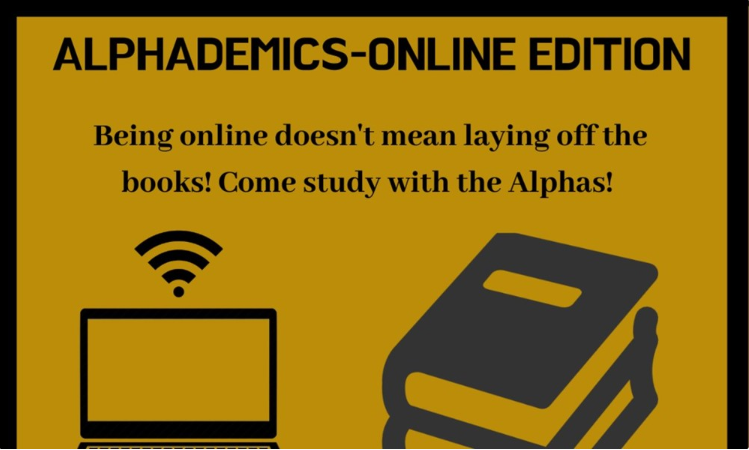 ALPHADEMICS-ONLINE EDITION
Being online doesn't mean laying off the
books! Come study with the Alphas!